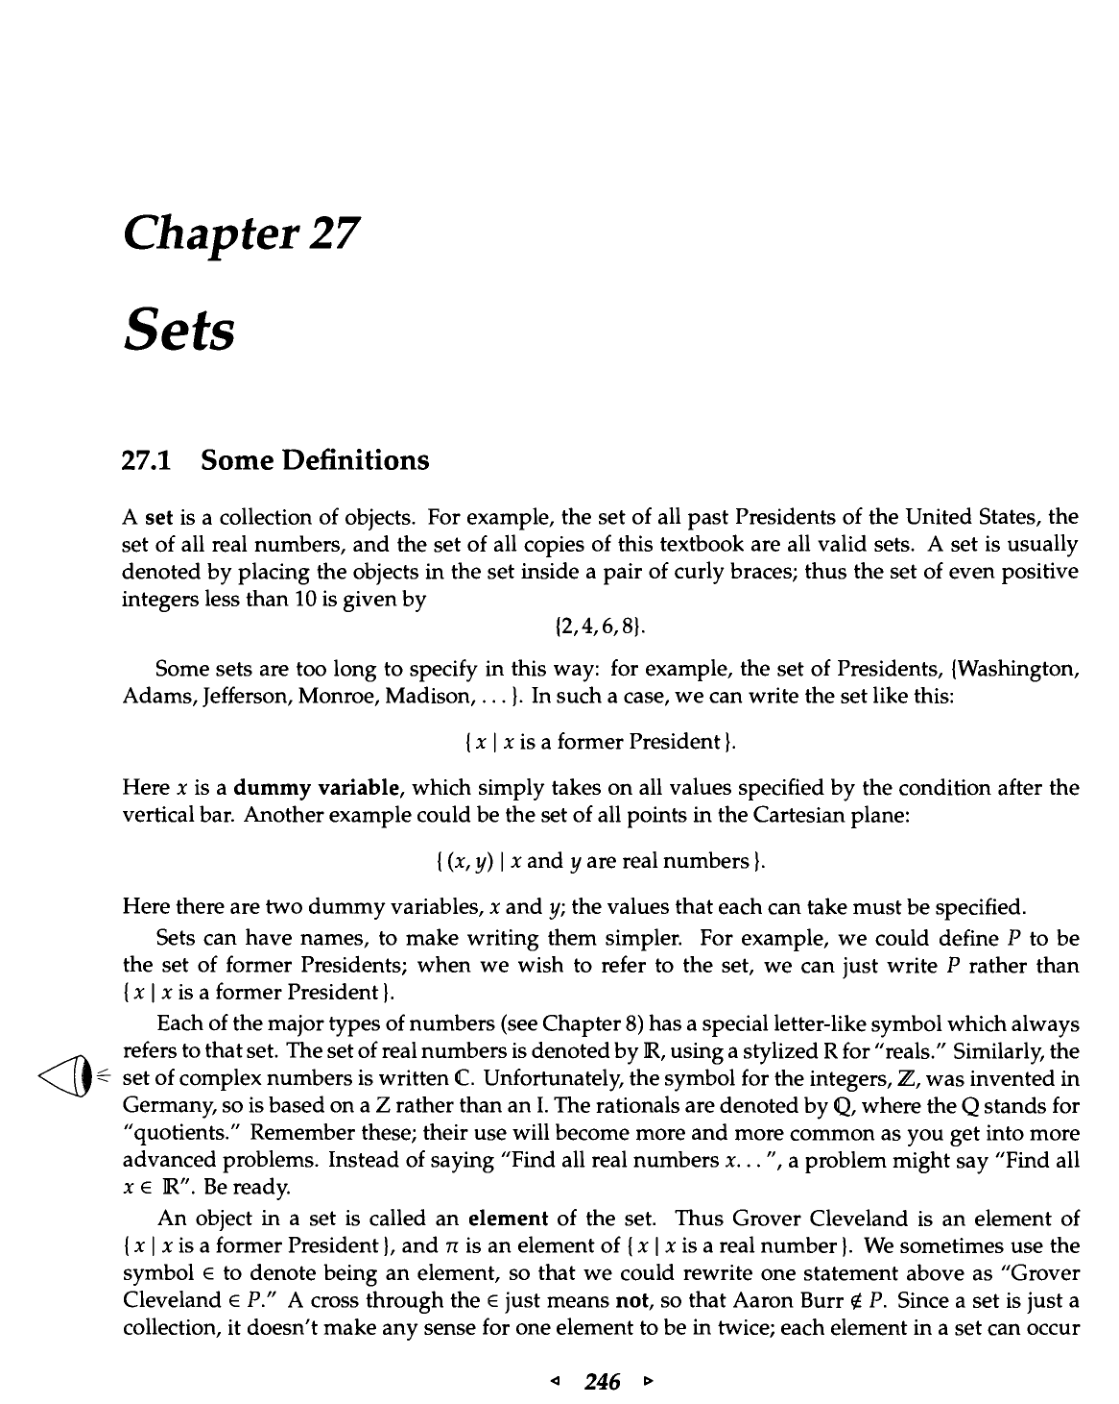 Chapter 27
Sets
27.1 Some Definitions
A set is a collection of objects. For example, the set of all past Presidents of the United States, the
set of all real numbers, and the set of all copies of this textbook are all valid sets. A set is usually
denoted by placing the objects in the set inside a pair of curly braces; thus the set of even positive
integers less than 10 is given by
{2, 4, 6, 8}.
Some sets are too long to specify in this way: for example, the set of Presidents, {Washington,
Adams, Jefferson, Monroe, Madison, . . . }. In such a case, we can write the set like this:
{ x | x is a former President }.
Here x is a dummy variable, which simply takes on all values specified by the condition after the
vertical bar. Another example could be the set of all points in the Cartesian plane:
{ (x, y) | x and y are real numbers }.
Here there are two dummy variables, x and y; the values that each can take must be specified.
Sets can have names, to make writing them simpler. For example, we could define P to be
the set of former Presidents; when we wish to refer to the set, we can just write P rather than
{ x | x is a former President }.
Each of the major types of numbers (see Chapter 8) has a special letter-like symbol which always
refers to that set. The set of real numbers is denoted by ℝ, using a stylized R for "reals." Similarly, the
set of complex numbers is written ℂ. Unfortunately, the symbol for the integers, ℤ, was invented in
Germany, so is based on a Z rather than an I. The rationals are denoted by ℚ, where the Q stands for
"quotients." Remember these; their use will become more and more common as you get into more
advanced problems. Instead of saying "Find all real numbers x. . . ", a problem might say "Find all
x ∈ ℝ". Be ready.
An object in a set is called an element of the set. Thus Grover Cleveland is an element of
{ x | x is a former President }, and π is an element of { x | x is a real number }. We sometimes use the
symbol ∈ to denote being an element, so that we could rewrite one statement above as "Grover
Cleveland ∈ P." A cross through the ∈ just means not, so that Aaron Burr ∉ P. Since a set is just a
collection, it doesn't make any sense for one element to be in twice; each element in a set can occur
◃ 246 ▹